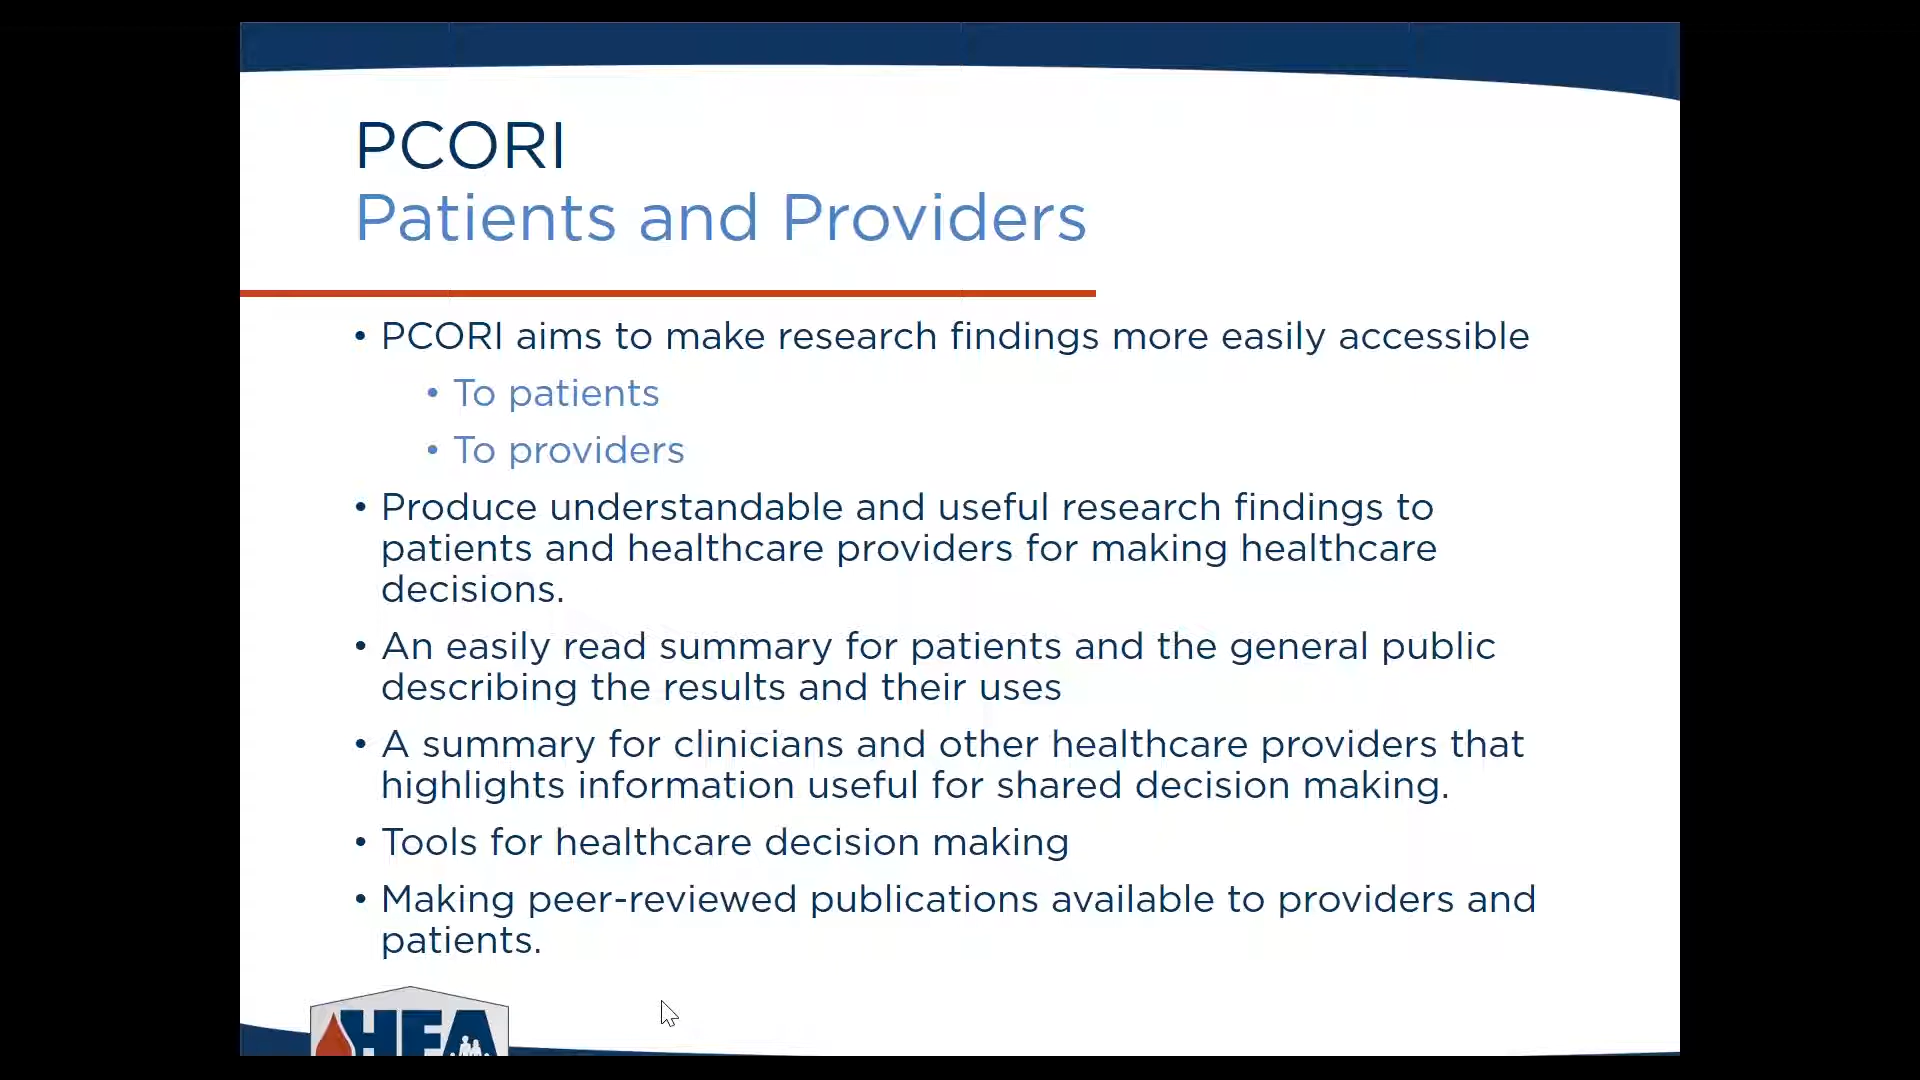 PCORI
Patients and Providers
• PCORI aims to make research findings more easily accessible
• To patients
• To providers
• Produce understandable and useful research findings to
patients and healthcare providers for making healthcare
decisions.
• An easily read summary for patients and the general public
describing the results and their uses
• A summary for clinicians and other healthcare providers that
highlights information useful for shared decision making.
• Tools for healthcare decision making
• Making peer-reviewed publications available to providers and
patients.
HFA